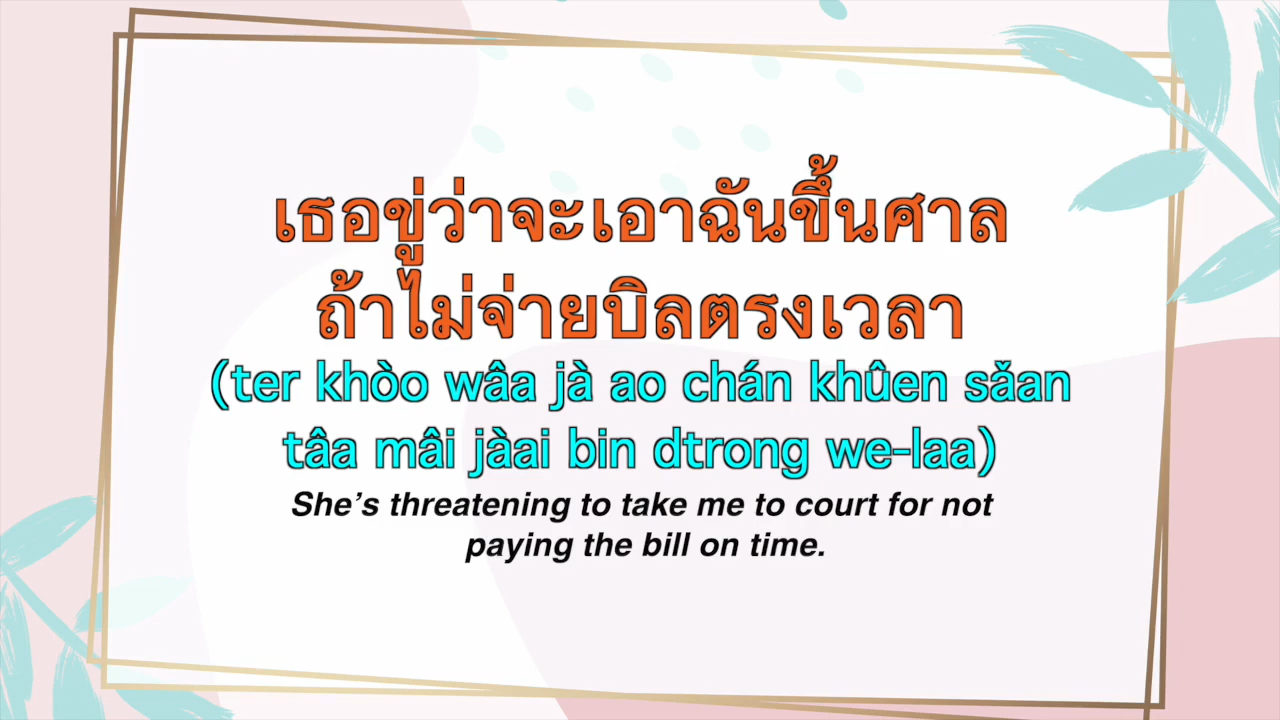 เธอขู่ว่าจะเอาฉันขึ้นศาล
ถ้าไม่จ่ายบิลตรงเวลา
(ter khòo wâa jà ao chán khûen sǎan
tâa mâi jàai bin dtrong we-laa)
She’s threatening to take me to court for not
paying the bill on time.